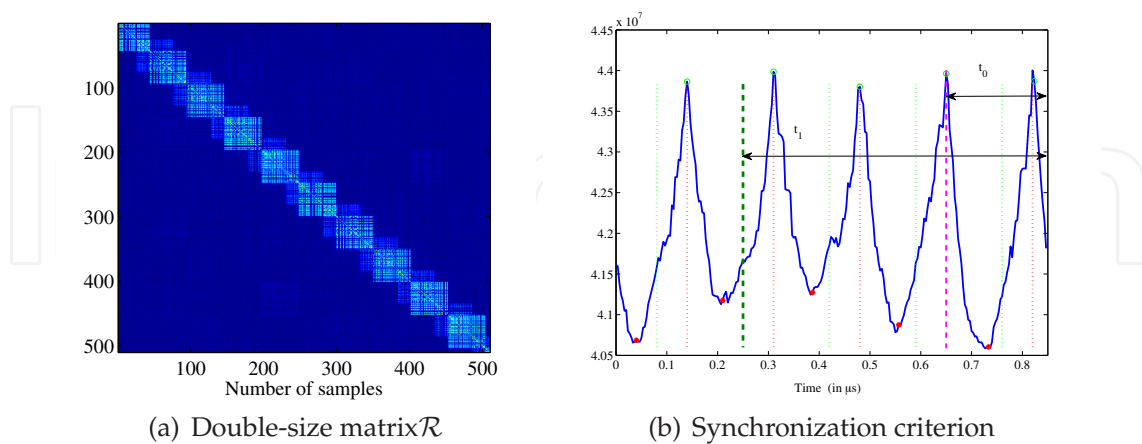 100
200
300
400
500
100 200 300 400 500
Number of samples
(a) Double-size matrixℛ
x 10⁷
4.45
4.4
4.35
4.3
4.25
4.2
4.15
4.1
4.05
0 0.1 0.2 0.3 0.4 0.5 0.6 0.7 0.8
t₀
t₁
Time (in µs)
(b) Synchronization criterion